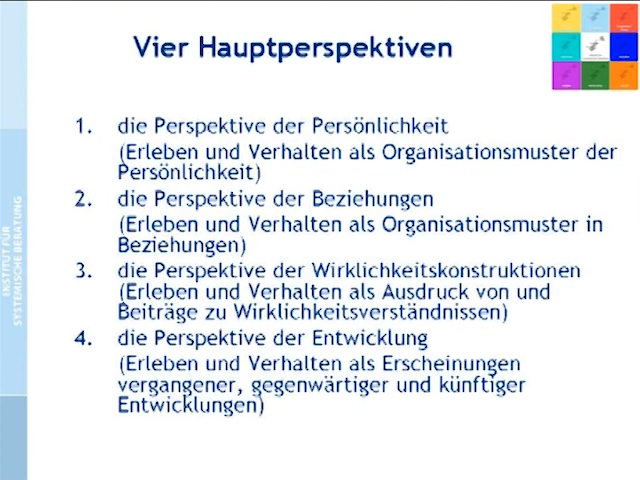 Vier Hauptperspektiven
1. die Perspektive der Persönlichkeit
(Erleben und Verhalten als Organisationsmuster der
Persönlichkeit)
2. die Perspektive der Beziehungen
(Erleben und Verhalten als Organisationsmuster in
Beziehungen)
3. die Perspektive der Wirklichkeitskonstruktionen
(Erleben und Verhalten als Ausdruck von und
Beiträge zu Wirklichkeitsverständnissen)
4. die Perspektive der Entwicklung
(Erleben und Verhalten als Erscheinungen
vergangener, gegenwärtiger und künftiger
Entwicklungen)
INSTITUT FÜR
SYSTEMISCHE BERATUNG